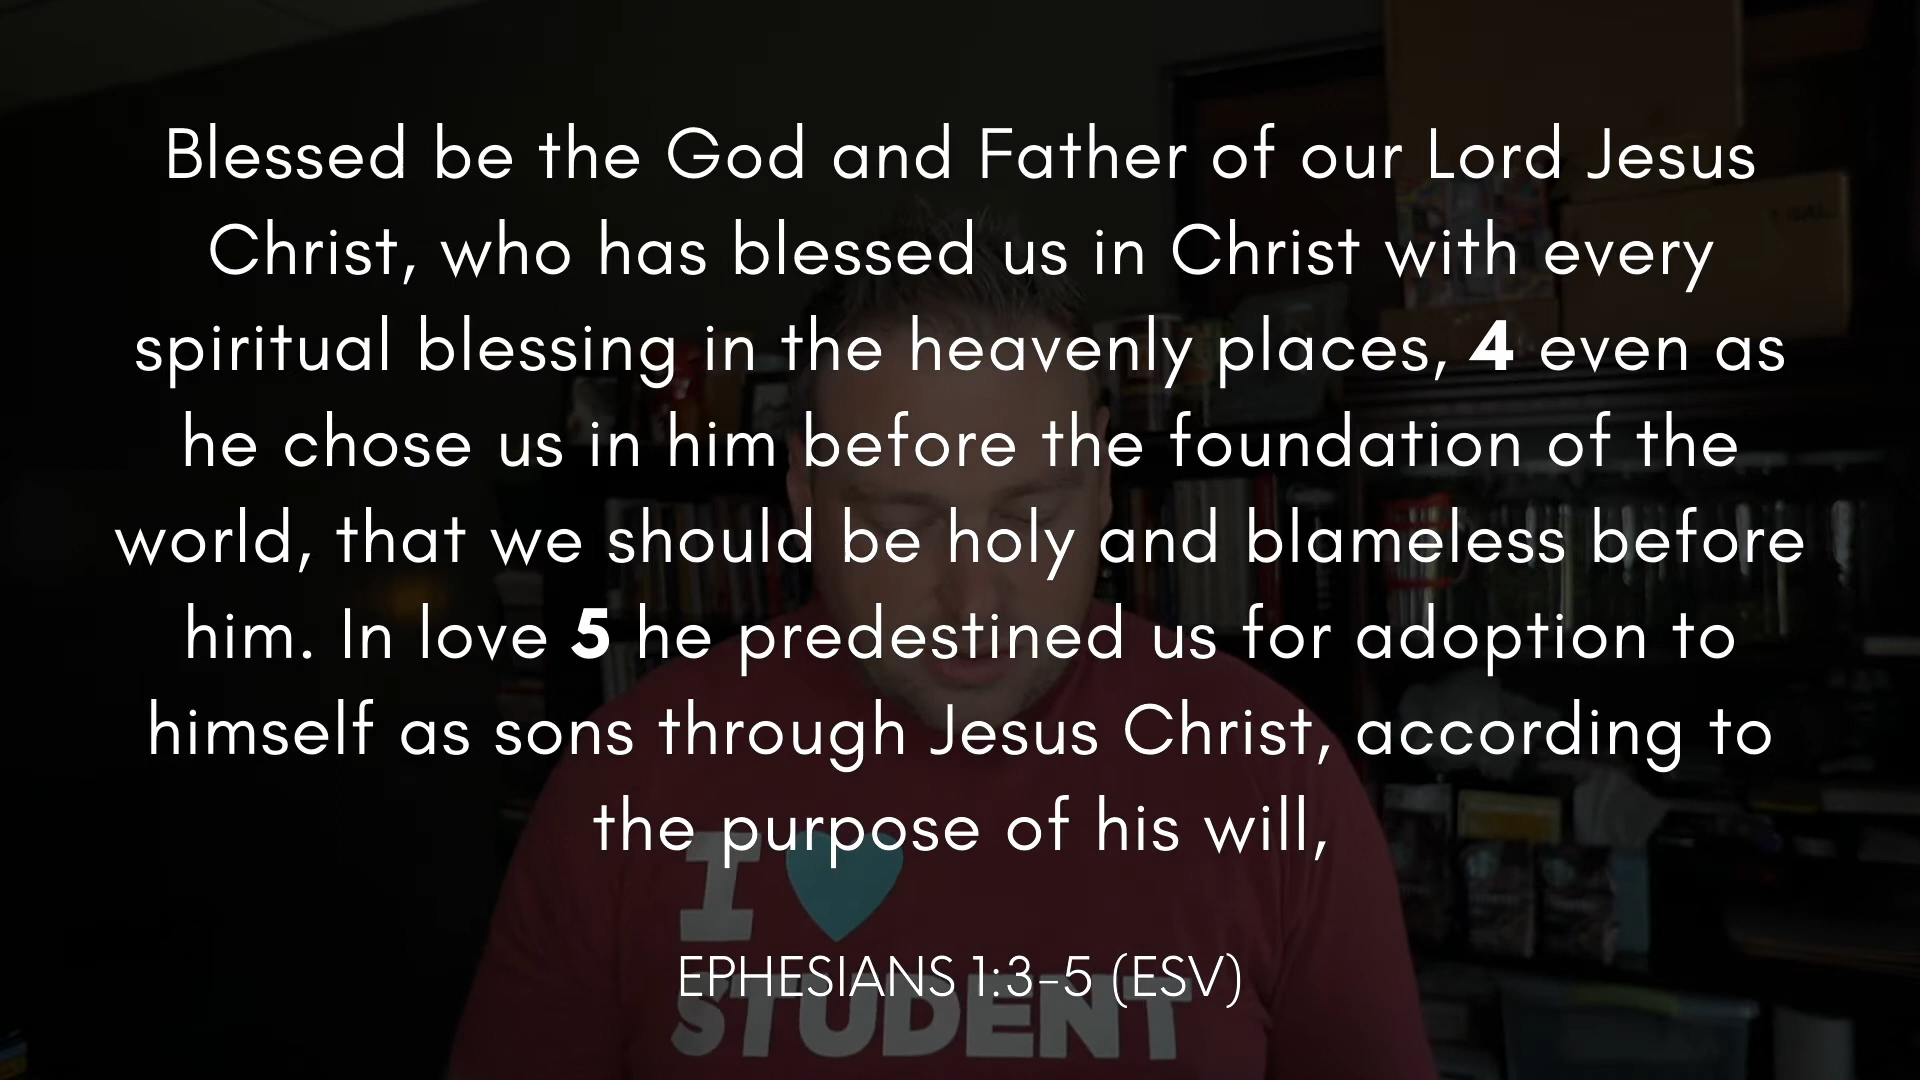 Blessed be the God and Father of our Lord Jesus
Christ, who has blessed us in Christ with every
spiritual blessing in the heavenly places, 4 even as
he chose us in him before the foundation of the
world, that we should be holy and blameless before
him. In love 5 he predestined us for adoption to
himself as sons through Jesus Christ, according to
the purpose of his will,
I
EPHESIANS 1:3-5 (ESV)
STUDENT